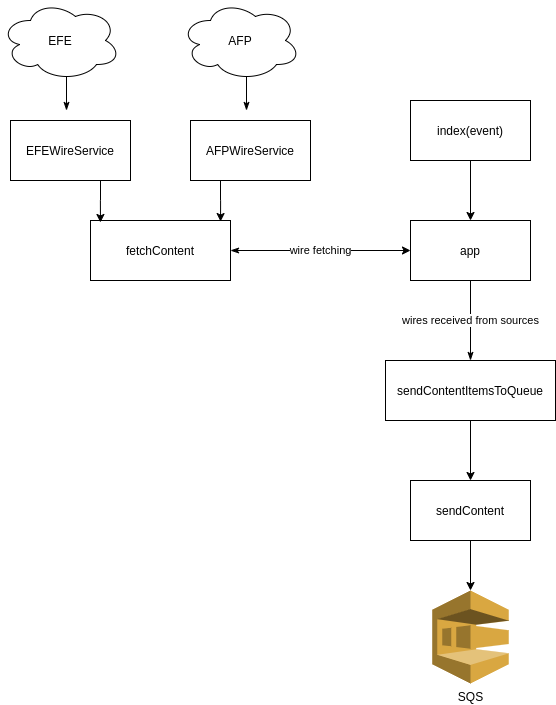 EFE
AFP
EFEWireService
AFPWireService
index(event)
fetchContent
wire fetching
app
wires received from sources
sendContentItemsToQueue
sendContent
SQS